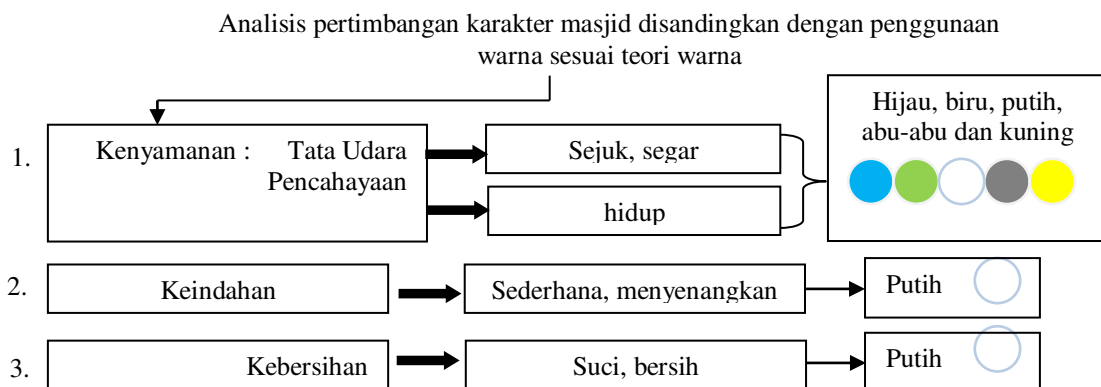 Analisis pertimbangan karakter masjid disandingkan dengan penggunaan
warna sesuai teori warna
1.
Kenyamanan : Tata Udara
Pencahayaan
Sejuk, segar
hidup
Hijau, biru, putih,
abu-abu dan kuning
2.
Keindahan
Sederhana, menyenangkan
Putih
3.
Kebersihan
Suci, bersih
Putih